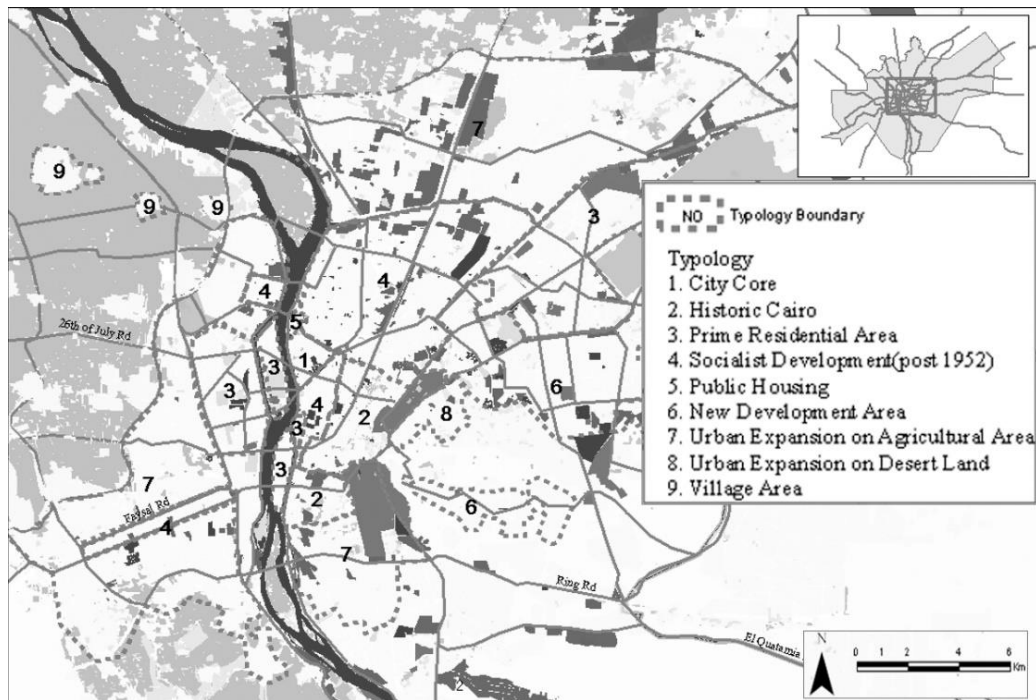 7
3
9
9
9
4
4
5
26th of July Rd
1
3
3
6
4
2
8
3
3
7
2
6
Faysal Rd
4
7
Ring Rd
El Quatamia
2
NO Typology Boundary
Typology
1. City Core
2. Historic Cairo
3. Prime Residential Area
4. Socialist Development(post 1952)
5. Public Housing
6. New Development Area
7. Urban Expansion on Agricultural Area
8. Urban Expansion on Desert Land
9. Village Area
N
0 2 4 6
Kilometers